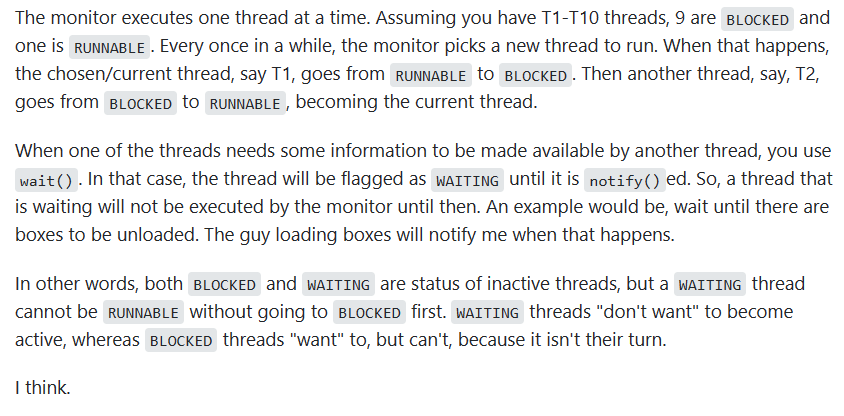 The monitor executes one thread at a time. Assuming you have T1-T10 threads, 9 are BLOCKED and
one is RUNNABLE. Every once in a while, the monitor picks a new thread to run. When that happens,
the chosen/current thread, say T1, goes from RUNNABLE to BLOCKED. Then another thread, say, T2,
goes from BLOCKED to RUNNABLE, becoming the current thread.
When one of the threads needs some information to be made available by another thread, you use
wait(). In that case, the thread will be flagged as WAITING until it is notify()ed. So, a thread that
is waiting will not be executed by the monitor until then. An example would be, wait until there are
boxes to be unloaded. The guy loading boxes will notify me when that happens.
In other words, both BLOCKED and WAITING are status of inactive threads, but a WAITING thread
cannot be RUNNABLE without going to BLOCKED first. WAITING threads "don't want" to become
active, whereas BLOCKED threads "want" to, but can't, because it isn't their turn.
I think.